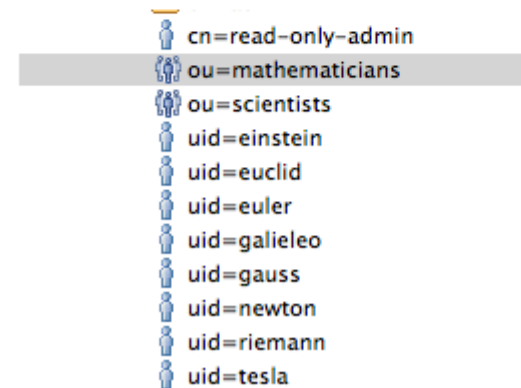 cn=read-only-admin
ou=mathematicians
ou=scientists
uid=einstein
uid=euclid
uid=euler
uid=galieleo
uid=gauss
uid=newton
uid=riemann
uid=tesla